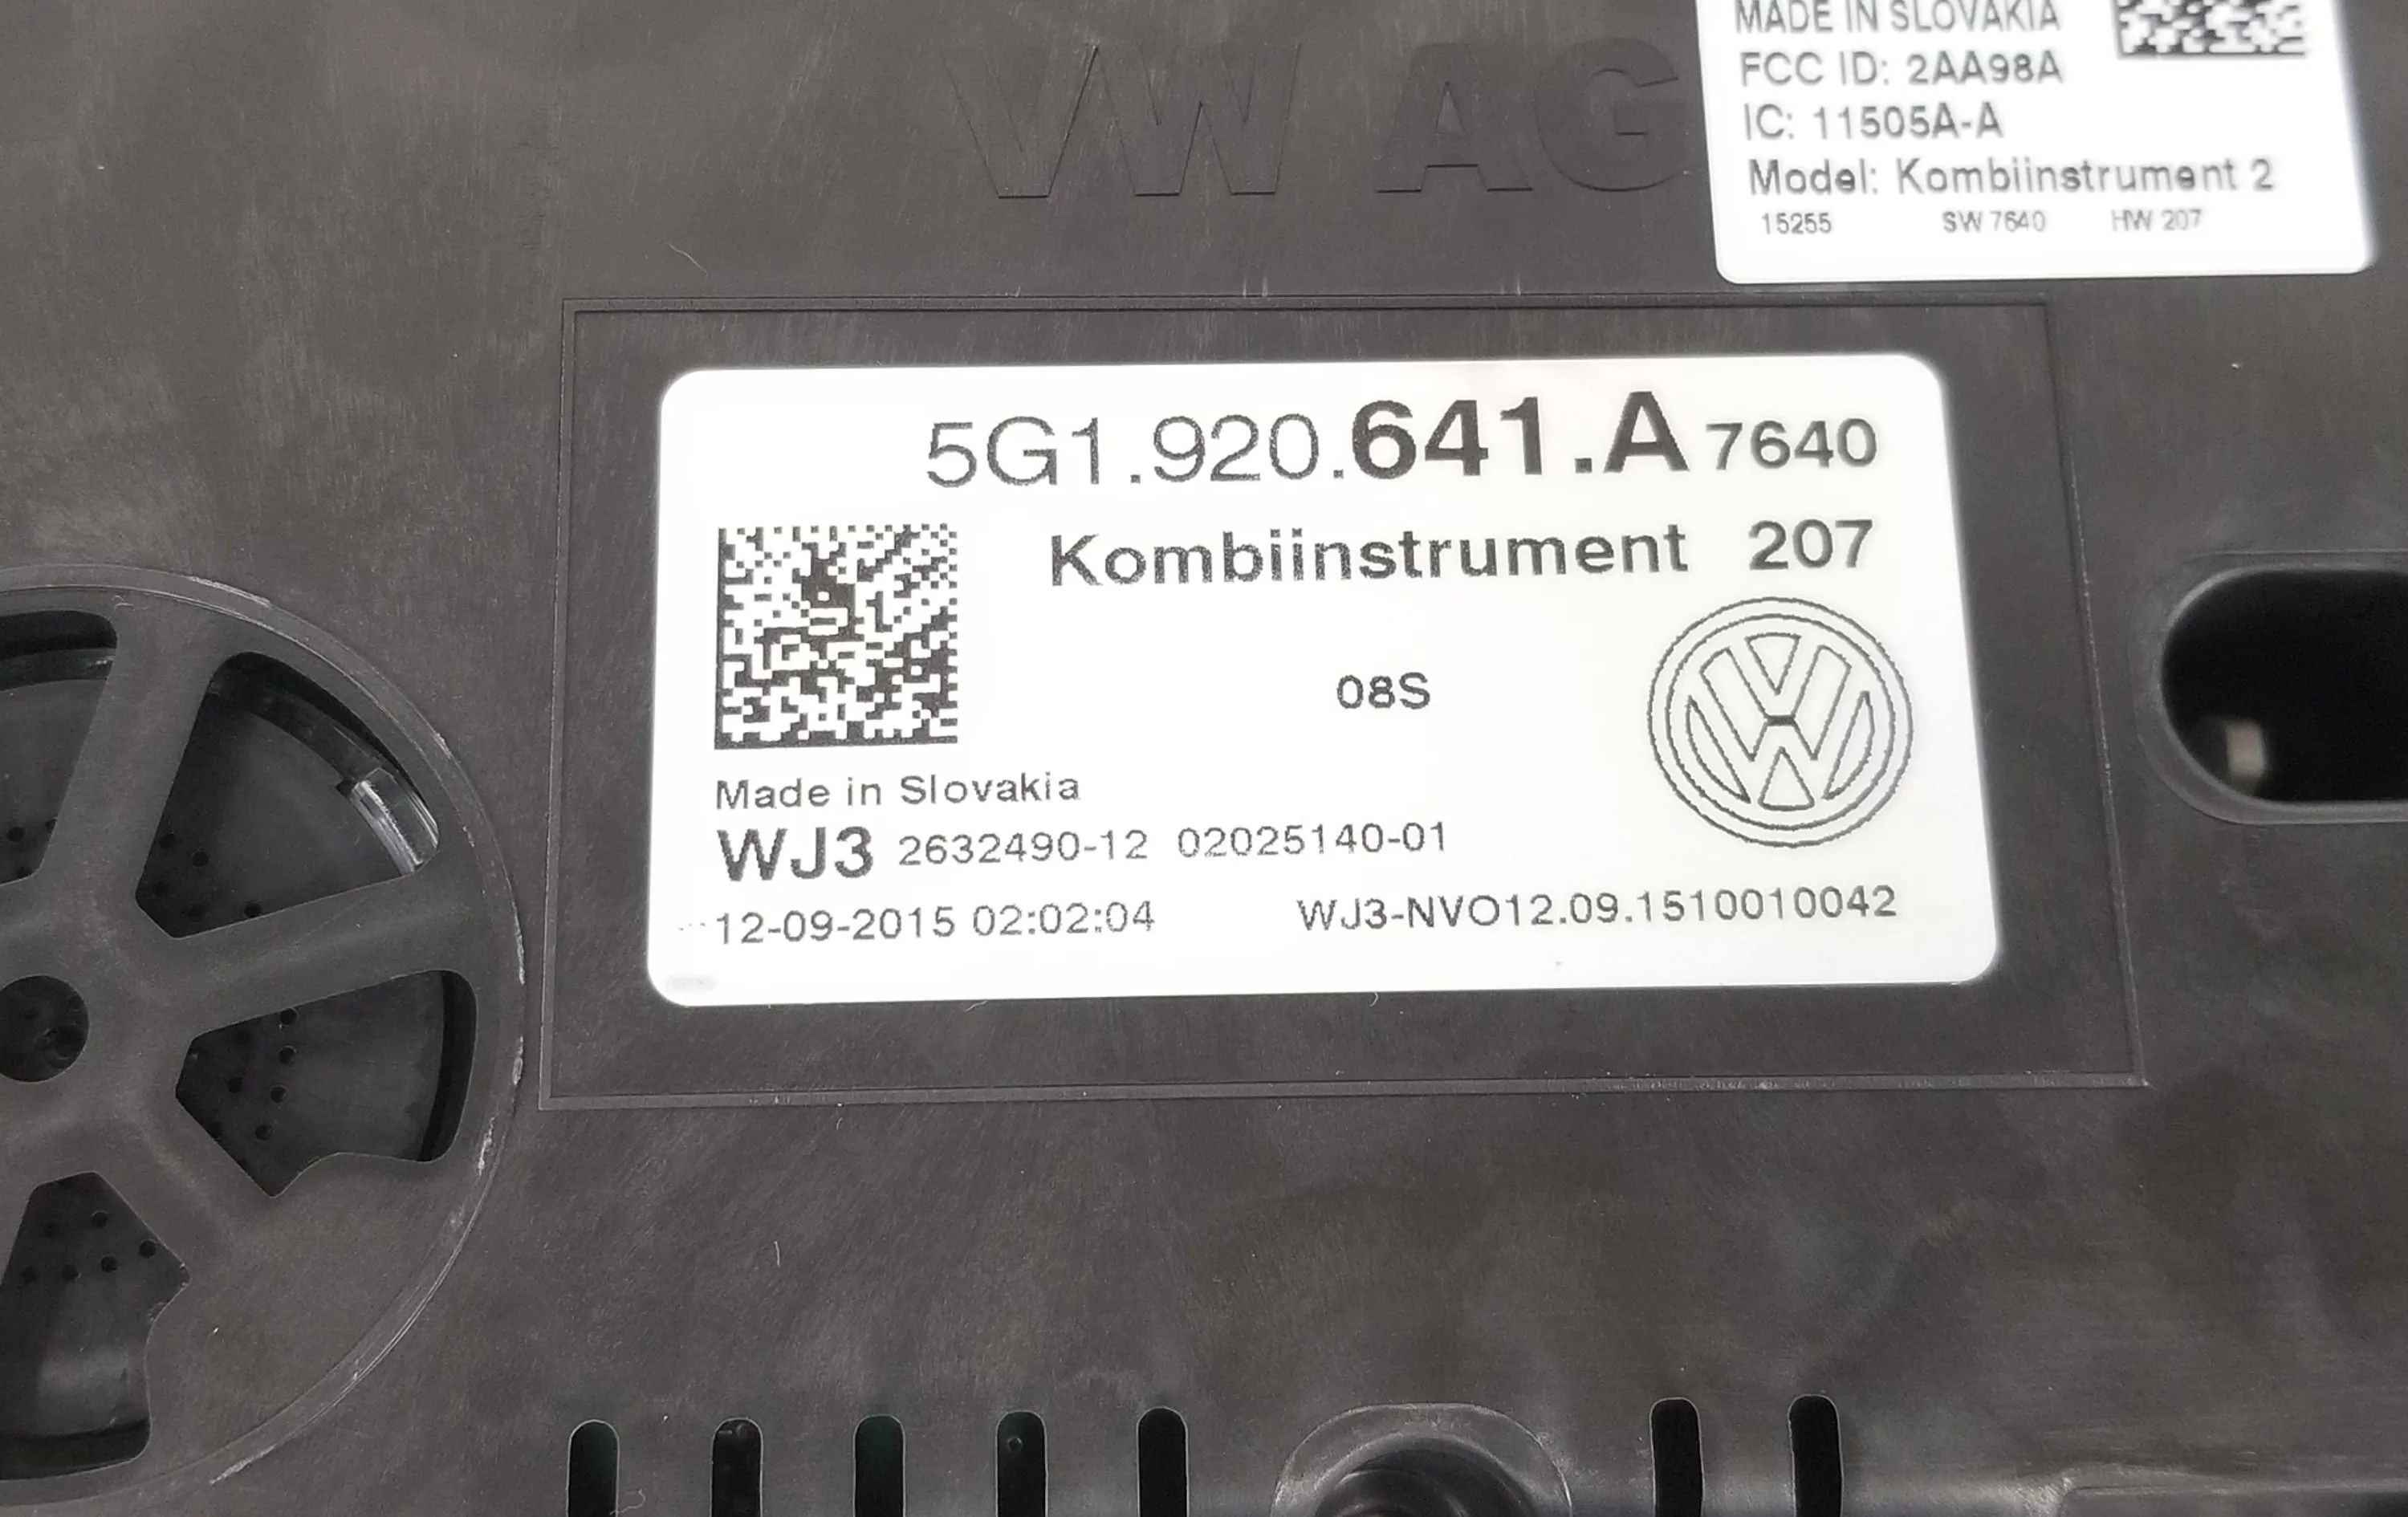 VW AG
MADE IN SLOVAKIA
FCC ID: 2AA98A
IC: 11505A-A
Model: Kombiinstrument 2
15255 SW 7640 HW 207
5G1.920.641.A 7640
Kombiinstrument 207
08S
Made in Slovakia
WJ3 2632490-12 02025140-01
12-09-2015 02:02:04 WJ3-NVO12.09.1510010042